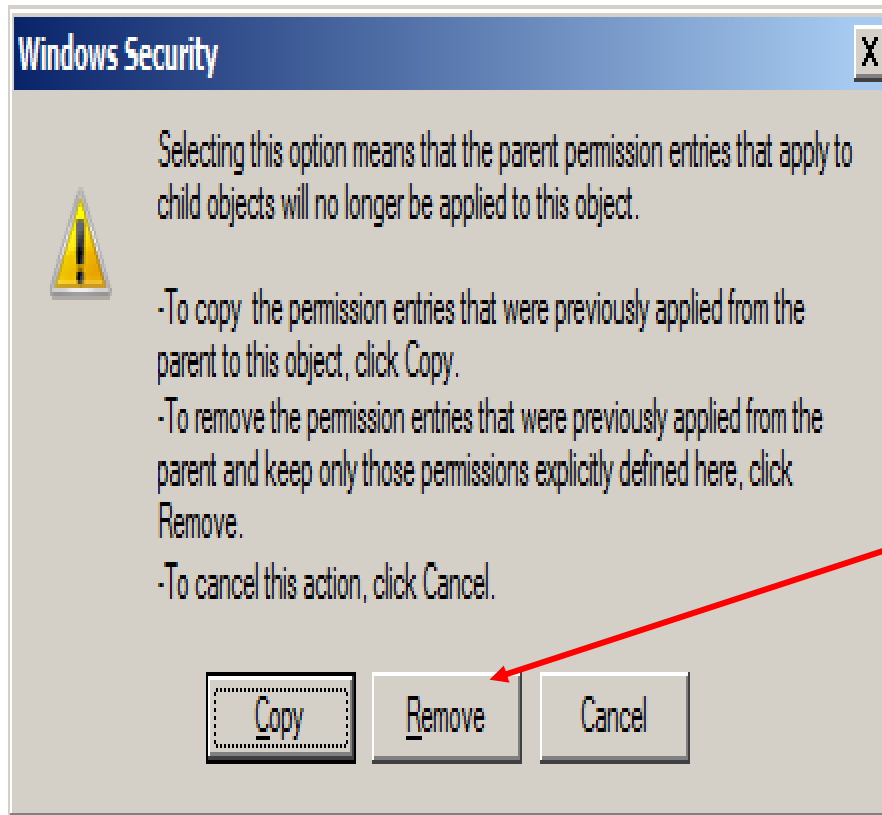 Windows Security
X
Selecting this option means that the parent permission entries that apply to
child objects will no longer be applied to this object.
-To copy the permission entries that were previously applied from the
parent to this object, click Copy.
-To remove the permission entries that were previously applied from the
parent and keep only those permissions explicitly defined here, click
Remove.
-To cancel this action, click Cancel.
Copy Remove Cancel